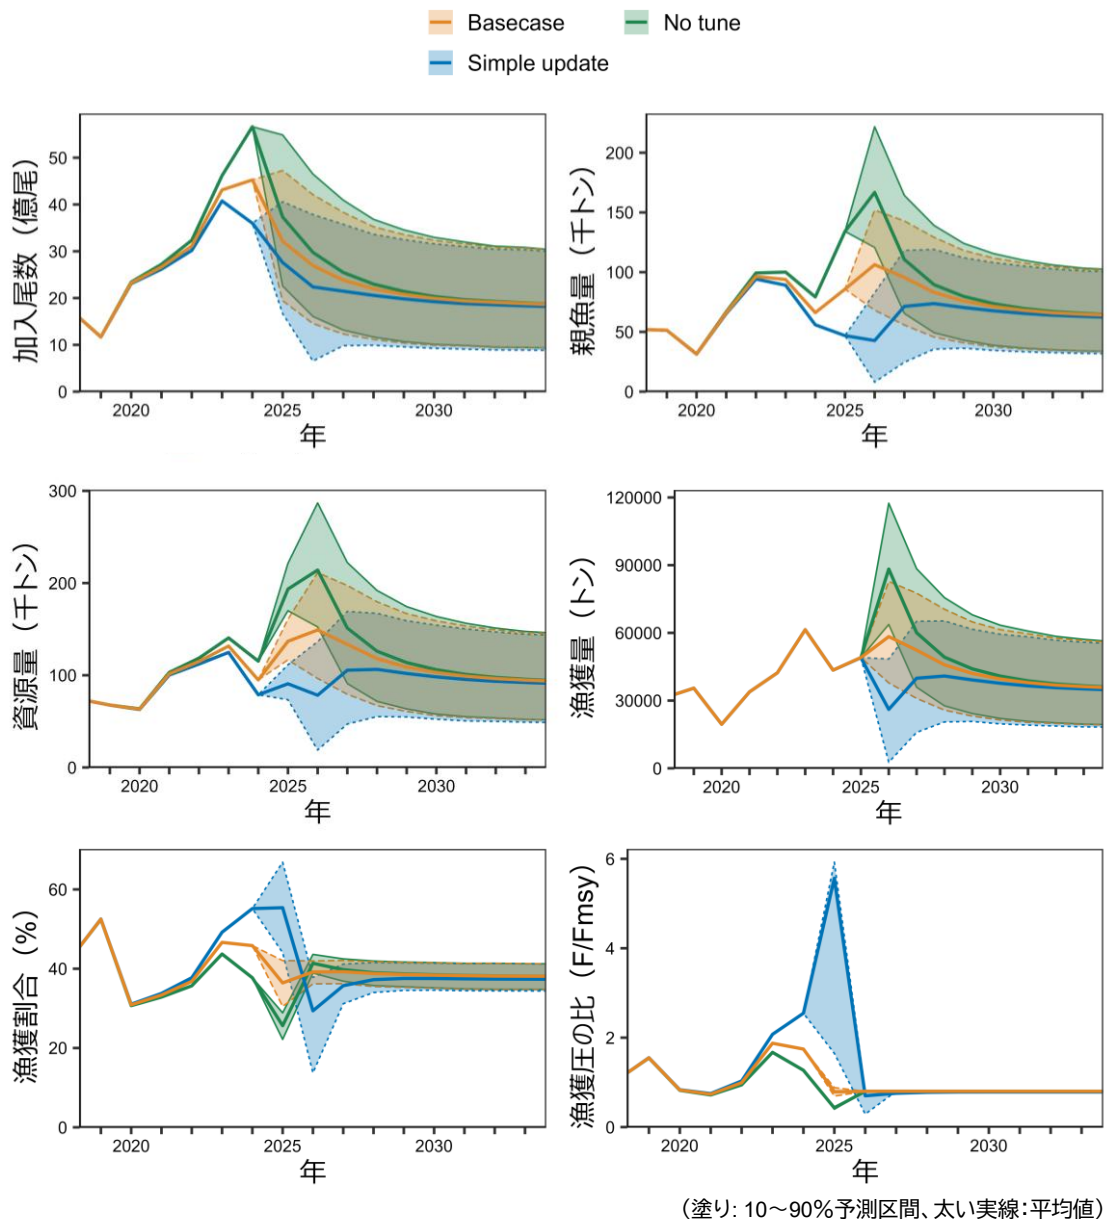 Basecase
No tune
Simple update
加入尾数（億尾）
50
40
30
20
10
0
2020
2025
2030
年
親魚量（千トン）
200
150
100
50
0
2020
2025
2030
年
資源量（千トン）
300
200
100
0
2020
2025
2030
年
漁獲量（トン）
120000
90000
60000
30000
0
2020
2025
2030
年
漁獲割合（%）
60
40
20
0
2020
2025
2030
年
漁獲圧の比（F/Fmsy）
6
4
2
0
2020
2025
2030
年
（塗り: 10～90%予測区間、太い実線：平均値）